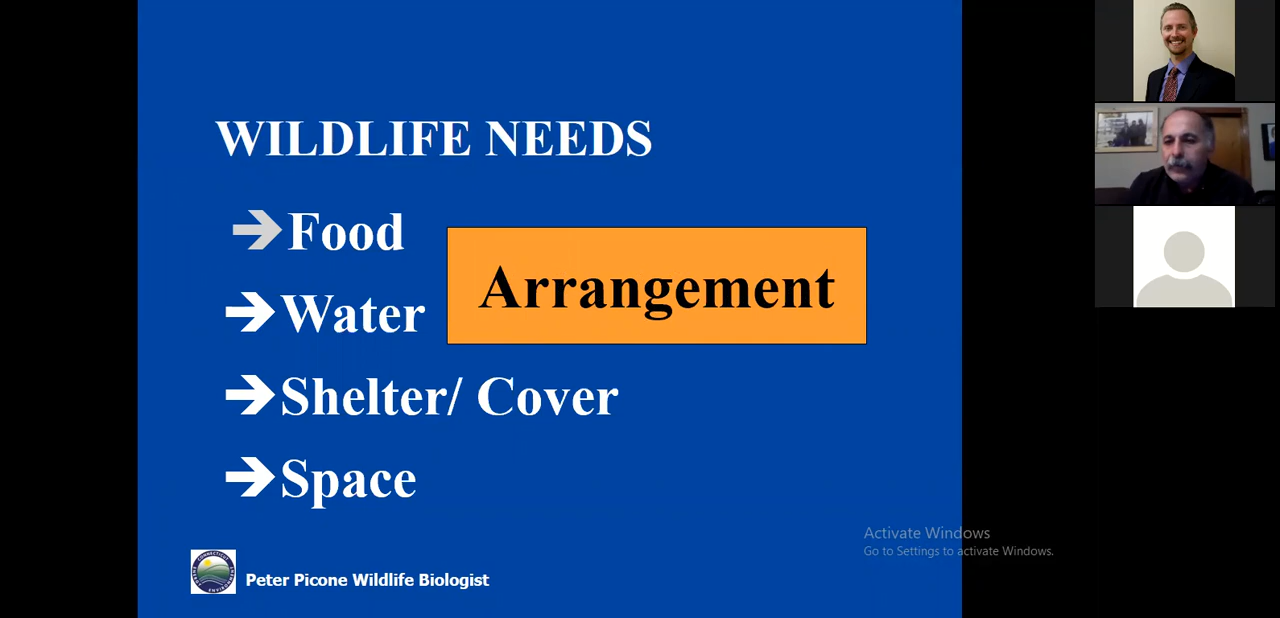 WILDLIFE NEEDS
Food
Arrangement
Water
Shelter/ Cover
Space
Activate Windows
Go to Settings to activate Windows.
CONNECTICUT
Peter Picone Wildlife Biologist